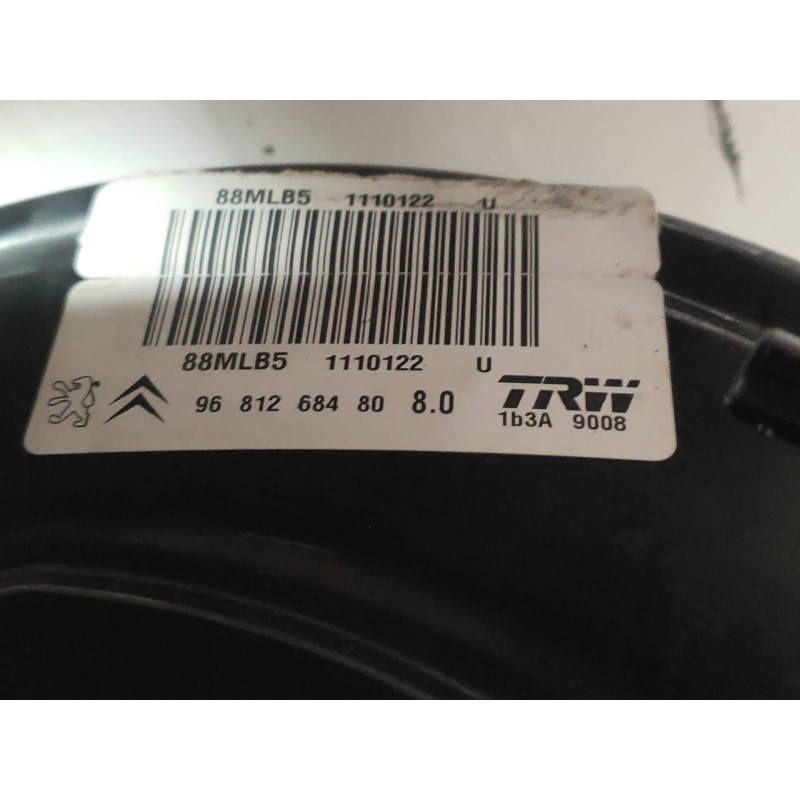 88MLB5 1110122 U
88MLB5 1110122 U
96 812 684 80 8.0 TRW
1b3A 9008